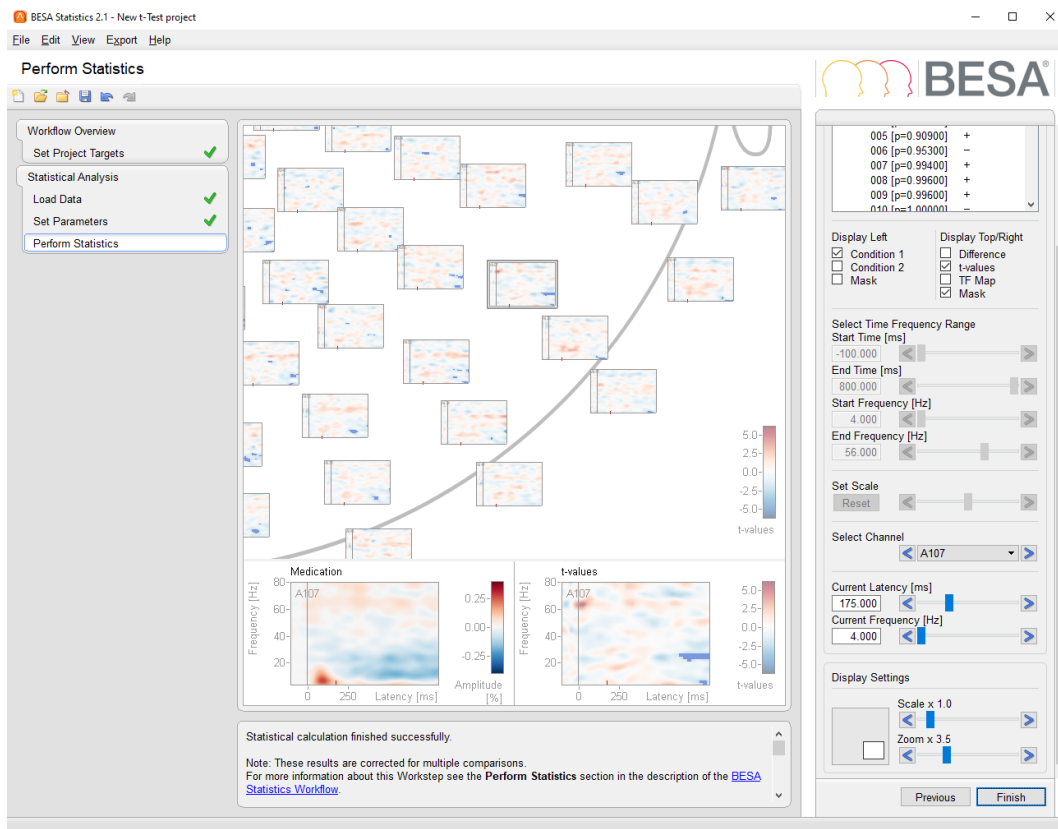 BESA Statistics 2.1 - New t-Test project
File Edit View Export Help
Perform Statistics
BESA®
Workflow Overview
Set Project Targets
Statistical Analysis
Load Data
Set Parameters
Perform Statistics
5.0
2.5
0.0
-2.5
-5.0
t-values
Medication
A107
Frequency [Hz]
80
60
40
20
0 250 Latency [ms]
0.25
0.00
-0.25
Amplitude
[%]
t-values
A107
Frequency [Hz]
80
60
40
20
0 250 Latency [ms]
5.0
2.5
0.0
-2.5
-5.0
t-values
Statistical calculation finished successfully.
Note: These results are corrected for multiple comparisons.
For more information about this Workstep see the Perform Statistics section in the description of the BESA
Statistics Workflow.
005 [p=0.90900] +
006 [p=0.95300] −
007 [p=0.99400] +
008 [p=0.99600] +
009 [p=0.99600] +
010 [p=1.00000] −
Display Left Display Top/Right
Condition 1 Difference
Condition 2 t-values
Mask TF Map
Mask
Select Time Frequency Range
Start Time [ms]
-100.000
End Time [ms]
800.000
Start Frequency [Hz]
4.000
End Frequency [Hz]
56.000
Set Scale
Reset
Select Channel
A107
Current Latency [ms]
175.000
Current Frequency [Hz]
4.000
Display Settings
Scale x 1.0
Zoom x 3.5
Previous Finish